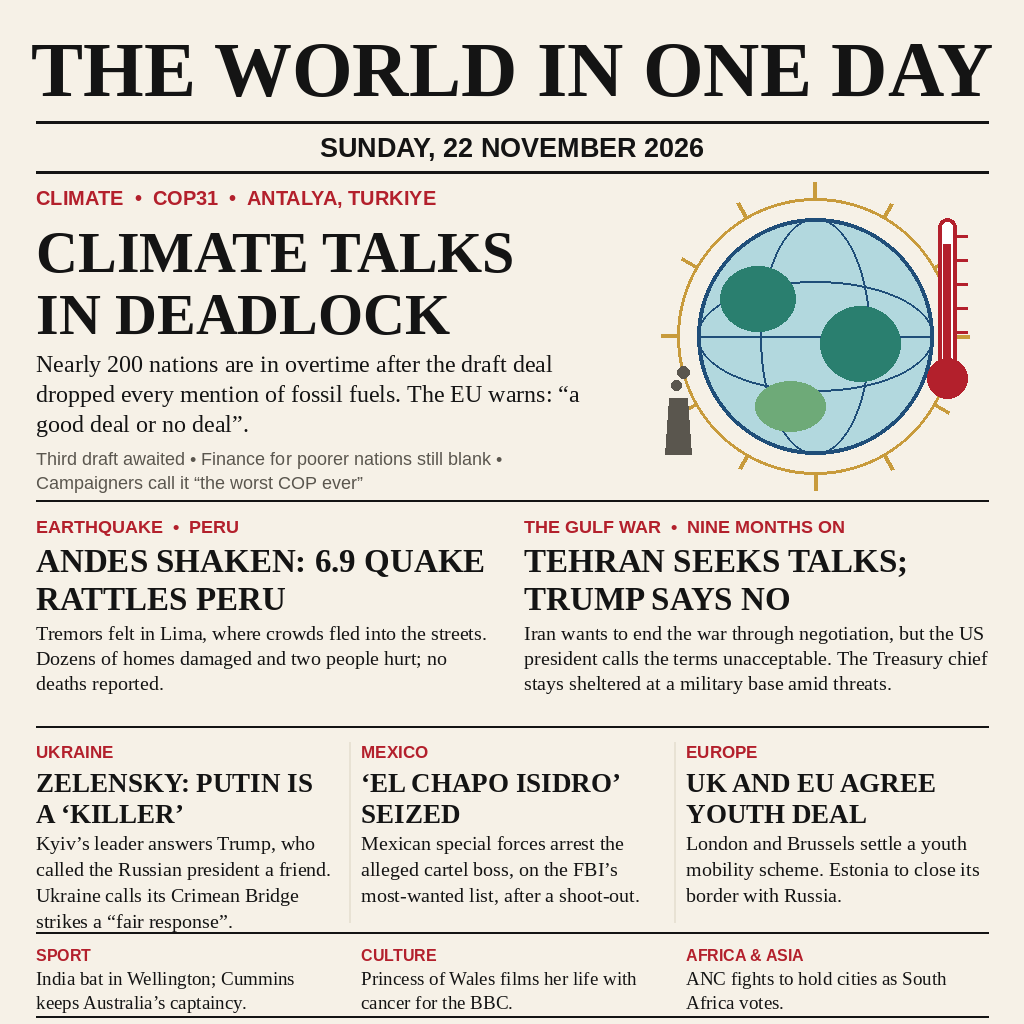 THE WORLD IN ONE DAY
SUNDAY, 22 NOVEMBER 2026
CLIMATE • COP31 • ANTALYA, TURKIYE
CLIMATE TALKS
IN DEADLOCK
Nearly 200 nations are in overtime after the draft deal
dropped every mention of fossil fuels. The EU warns: “a
good deal or no deal”.
Third draft awaited • Finance for poorer nations still blank •
Campaigners call it “the worst COP ever”
EARTHQUAKE • PERU
ANDES SHAKEN: 6.9 QUAKE
RATTLES PERU
Tremors felt in Lima, where crowds fled into the streets.
Dozens of homes damaged and two people hurt; no
deaths reported.
THE GULF WAR • NINE MONTHS ON
TEHRAN SEEKS TALKS;
TRUMP SAYS NO
Iran wants to end the war through negotiation, but the US
president calls the terms unacceptable. The Treasury chief
stays sheltered at a military base amid threats.
UKRAINE
ZELENSKY: PUTIN IS
A ‘KILLER’
Kyiv’s leader answers Trump, who
called the Russian president a friend.
Ukraine calls its Crimean Bridge
strikes a “fair response”.
MEXICO
‘EL CHAPO ISIDRO’
SEIZED
Mexican special forces arrest the
alleged cartel boss, on the FBI’s
most-wanted list, after a shoot-out.
EUROPE
UK AND EU AGREE
YOUTH DEAL
London and Brussels settle a youth
mobility scheme. Estonia to close its
border with Russia.
SPORT
India bat in Wellington; Cummins
keeps Australia’s captaincy.
CULTURE
Princess of Wales films her life with
cancer for the BBC.
AFRICA & ASIA
ANC fights to hold cities as South
Africa votes.